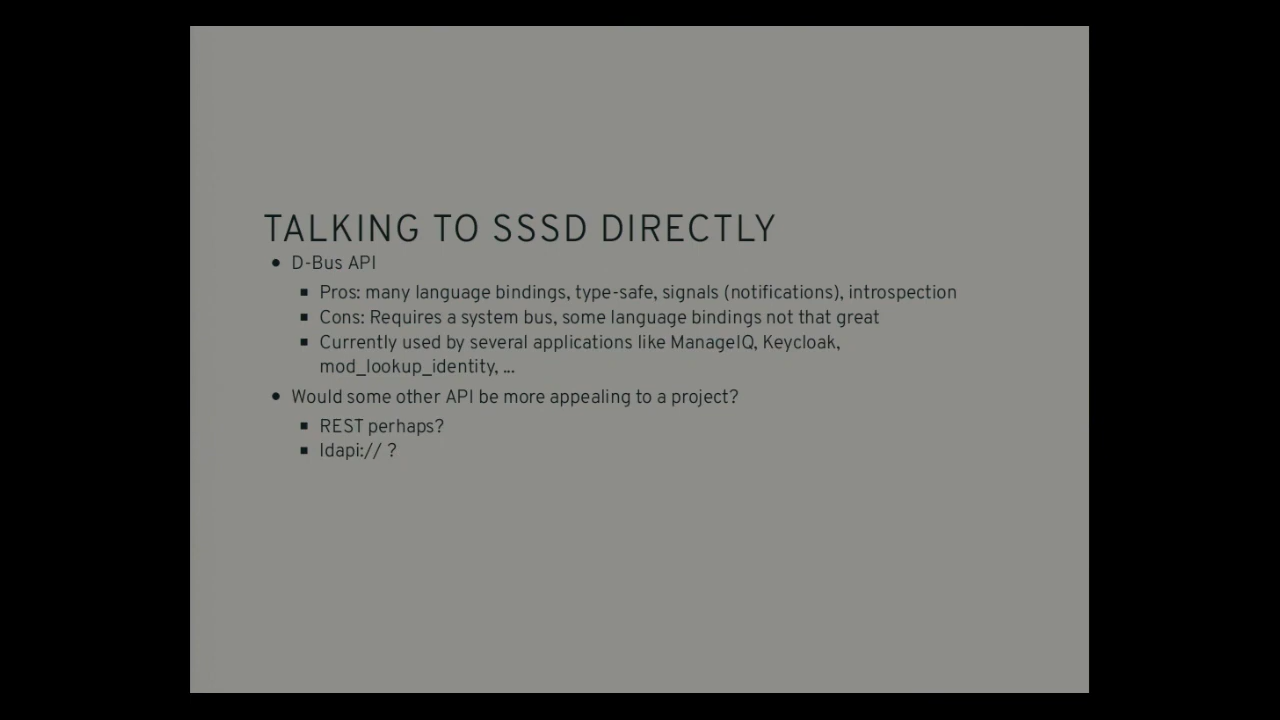 TALKING TO SSSD DIRECTLY
• D-Bus API
▪ Pros: many language bindings, type-safe, signals (notifications), introspection
▪ Cons: Requires a system bus, some language bindings not that great
▪ Currently used by several applications like ManageIQ, Keycloak,
mod_lookup_identity, ...
• Would some other API be more appealing to a project?
▪ REST perhaps?
▪ ldapi:// ?